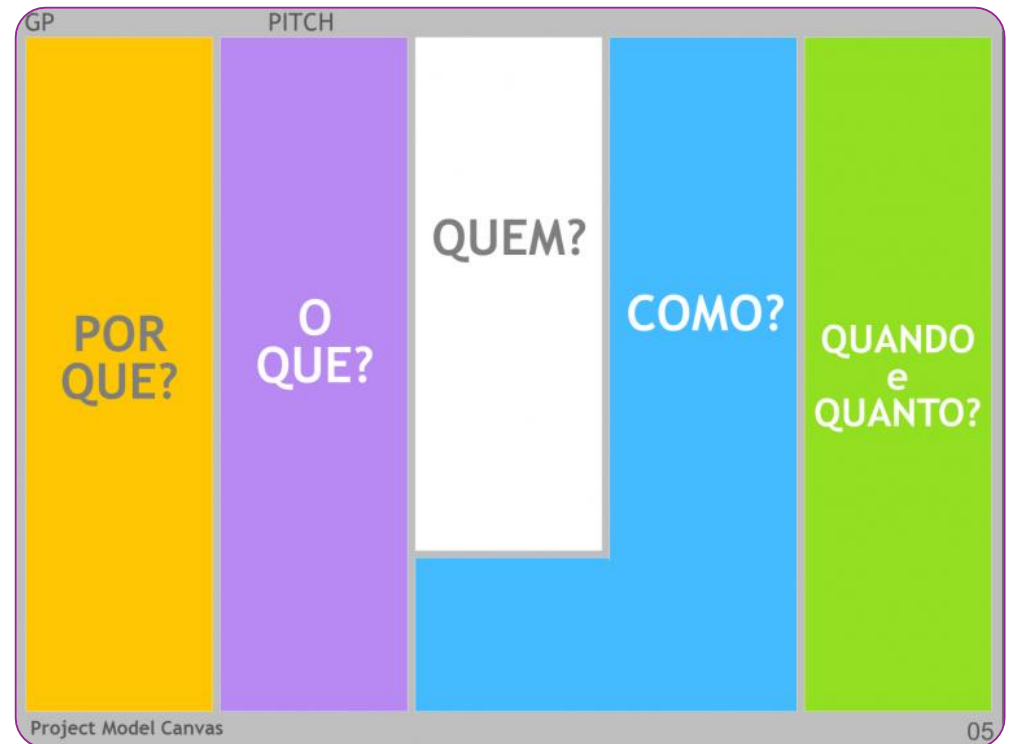 GP PITCH
POR
QUE?
O
QUE?
QUEM?
COMO?
QUANDO
e
QUANTO?
Project Model Canvas
05